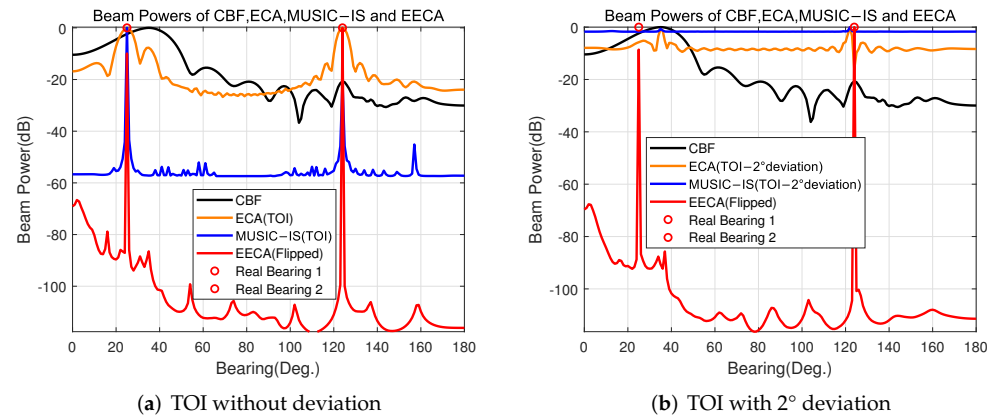 Beam Powers of CBF,ECA,MUSIC−IS and EECA
0
-20
-40
-60
-80
-100
Beam Power(dB)
CBF
ECA(TOI)
MUSIC−IS(TOI)
EECA(Flipped)
Real Bearing 1
Real Bearing 2
0 20 40 60 80 100 120 140 160 180
Bearing(Deg.)
(a) TOI without deviation
Beam Powers of CBF,ECA,MUSIC−IS and EECA
0
-20
-40
-60
-80
-100
Beam Power(dB)
CBF
ECA(TOI−2°deviation)
MUSIC−IS(TOI−2°deviation)
EECA(Flipped)
Real Bearing 1
Real Bearing 2
0 20 40 60 80 100 120 140 160 180
Bearing(Deg.)
(b) TOI with 2° deviation